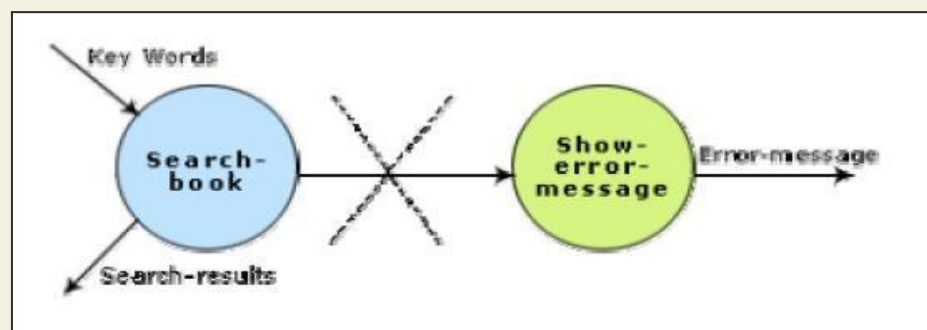 Key Words
Search-
book
Show-
error-
message
Error-message
Search-results